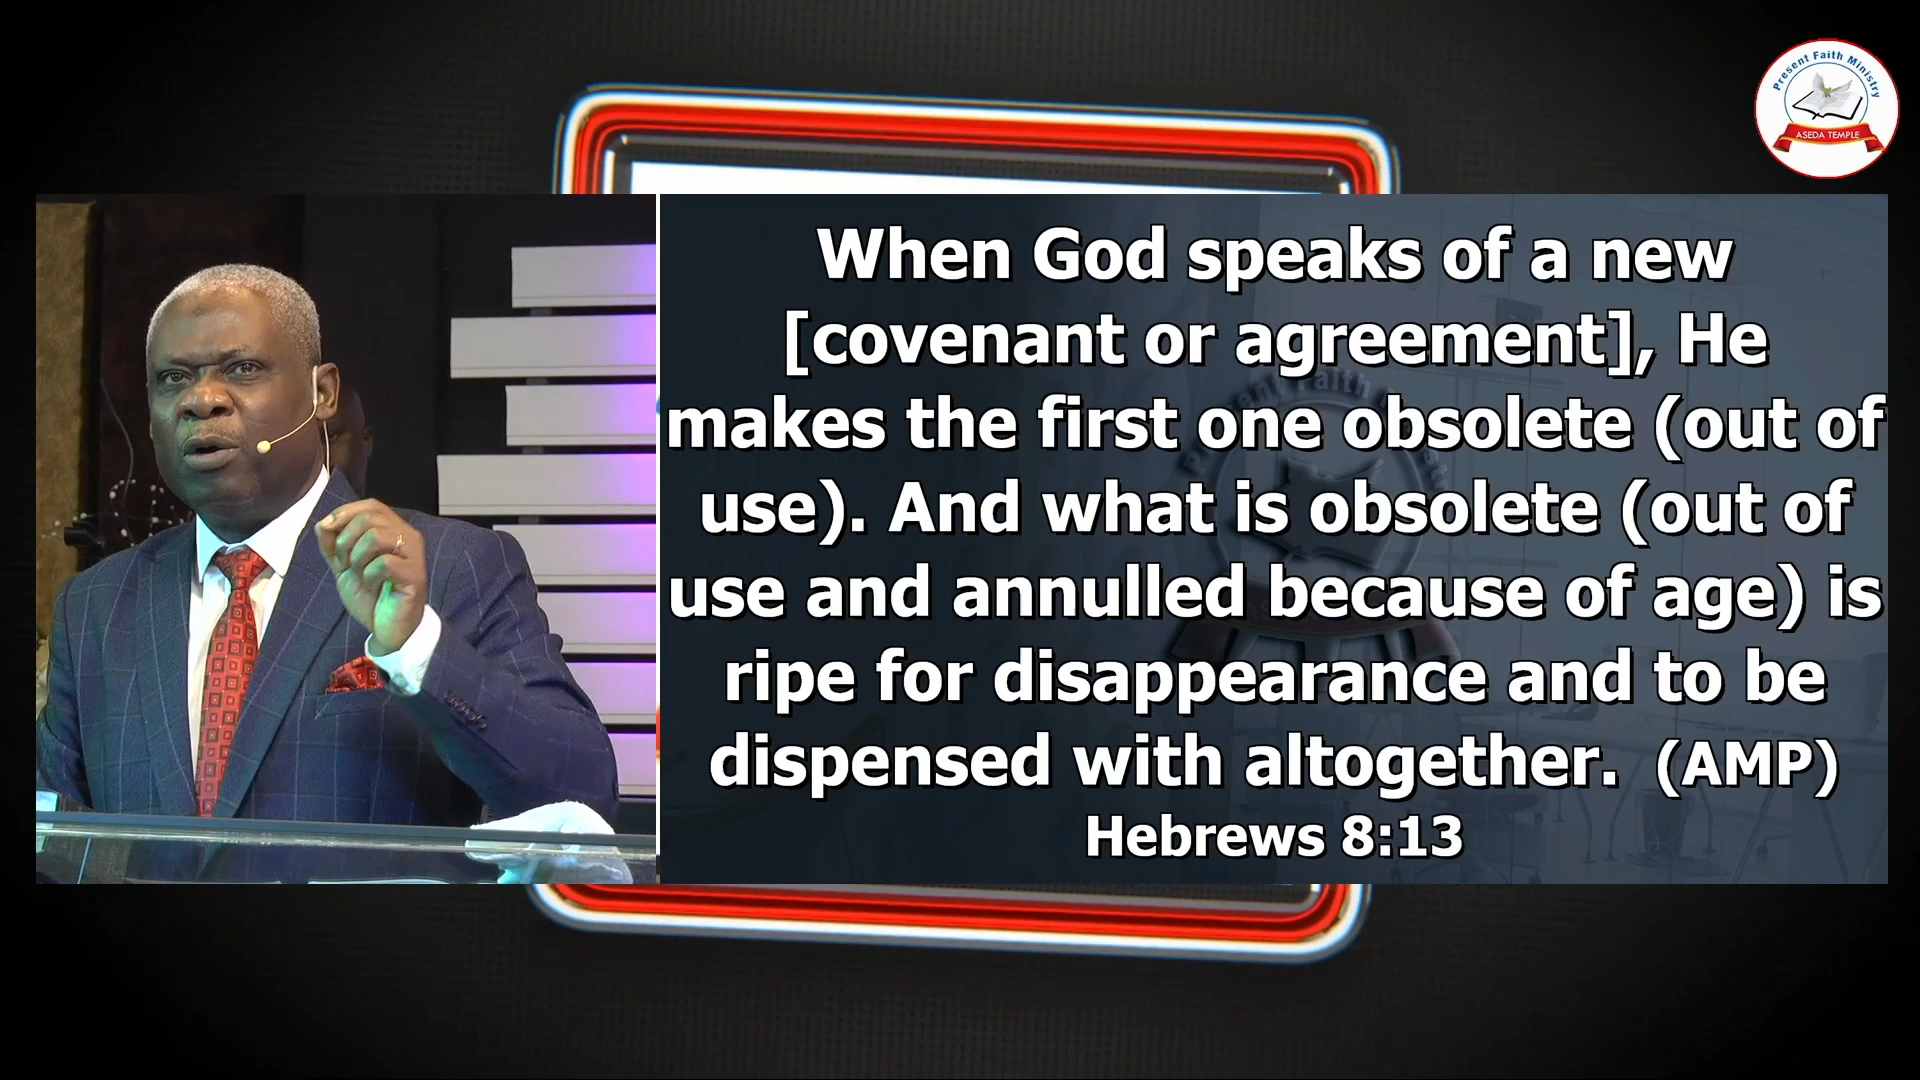 Present Faith Ministry
ASEDA TEMPLE
When God speaks of a new
[covenant or agreement], He
makes the first one obsolete (out of
use). And what is obsolete (out of
use and annulled because of age) is
ripe for disappearance and to be
dispensed with altogether. (AMP)
Hebrews 8:13